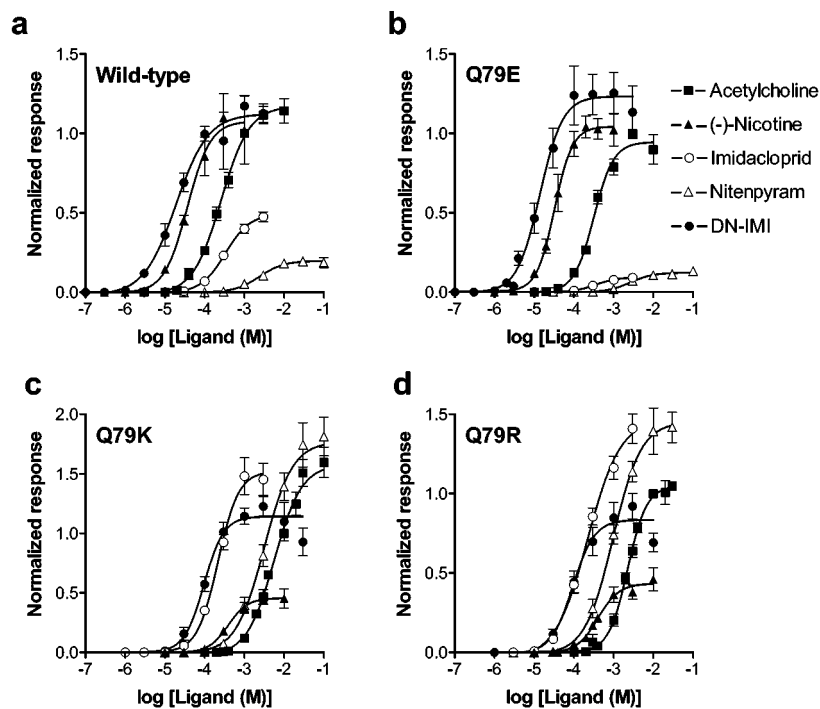 a
Wild-type
Normalized response
1.5
1.0
0.5
0.0
-7 -6 -5 -4 -3 -2 -1
log [Ligand (M)]
b
Q79E
Normalized response
1.5
1.0
0.5
0.0
-7 -6 -5 -4 -3 -2 -1
log [Ligand (M)]
Acetylcholine
(-)-Nicotine
Imidacloprid
Nitenpyram
DN-IMI
c
Q79K
Normalized response
2.0
1.5
1.0
0.5
0.0
-7 -6 -5 -4 -3 -2 -1
log [Ligand (M)]
d
Q79R
Normalized response
1.5
1.0
0.5
0.0
-7 -6 -5 -4 -3 -2 -1
log [Ligand (M)]